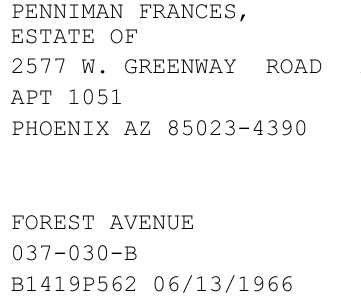 PENNIMAN FRANCES,
ESTATE OF
2577 W. GREENWAY ROAD
APT 1051
PHOENIX AZ 85023-4390
FOREST AVENUE
037-030-B
B1419P562 06/13/1966